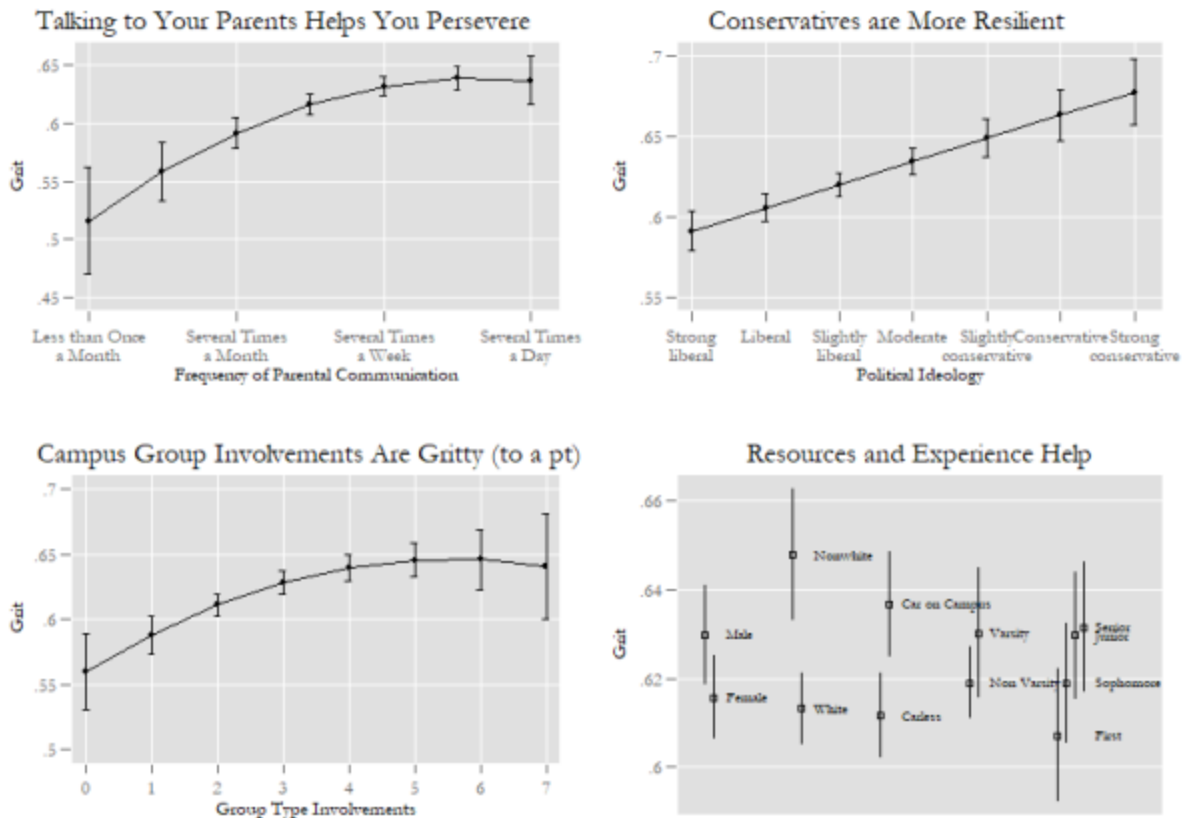 Talking to Your Parents Helps You Persevere
.65
.6
.55
.5
.45
Grit
Less than Once
a Month
Several Times
a Month
Several Times
a Week
Several Times
a Day
Frequency of Parental Communication
Conservatives are More Resilient
.7
.65
.6
.55
Grit
Strong
liberal
Liberal
Slightly
liberal
Moderate
Slightly
conservative
Conservative
Strong
conservative
Political Ideology
Campus Group Involvements Are Gritty (to a pt)
.7
.65
.6
.55
.5
Grit
0 1 2 3 4 5 6 7
Group Type Involvements
Resources and Experience Help
.66
.64
.62
.6
Grit
Nonwhite
Car on Campus
Male
Varsity
Senior
Junior
Female
White
Carless
Non Varsity
Sophomore
First